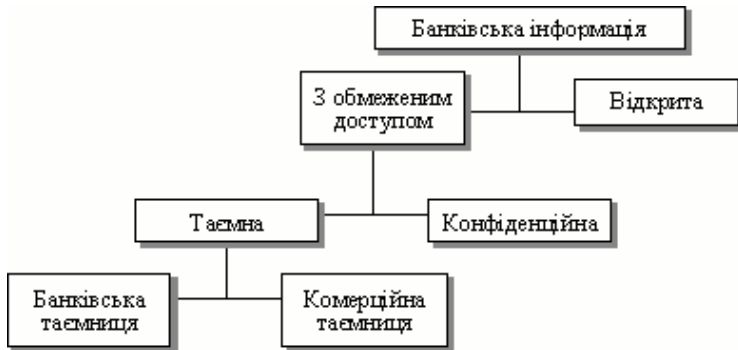 Банківська інформація
З обмеженим
доступом
Відкрита
Таємна
Конфіденційна
Банківська
таємниця
Комерційна
таємниця